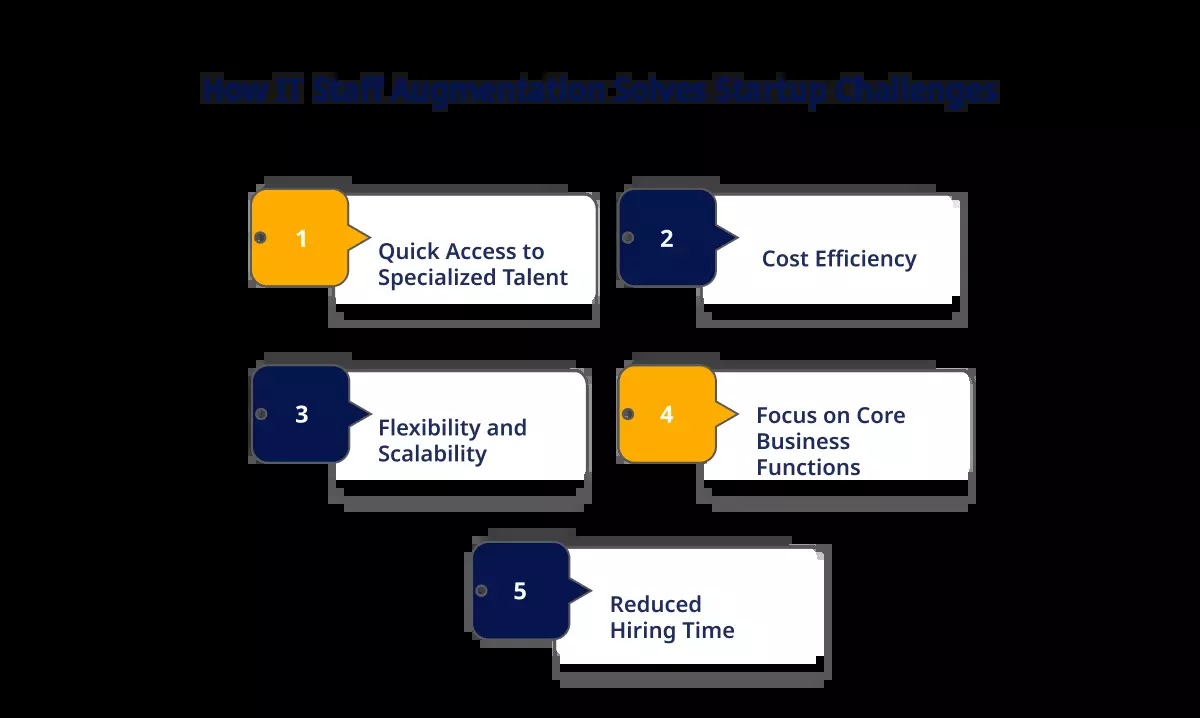 How IT Staff Augmentation Solves Startup Challenges
1
Quick Access to
Specialized Talent
2
Cost Efficiency
3
Flexibility and
Scalability
4
Focus on Core
Business
Functions
5
Reduced
Hiring Time